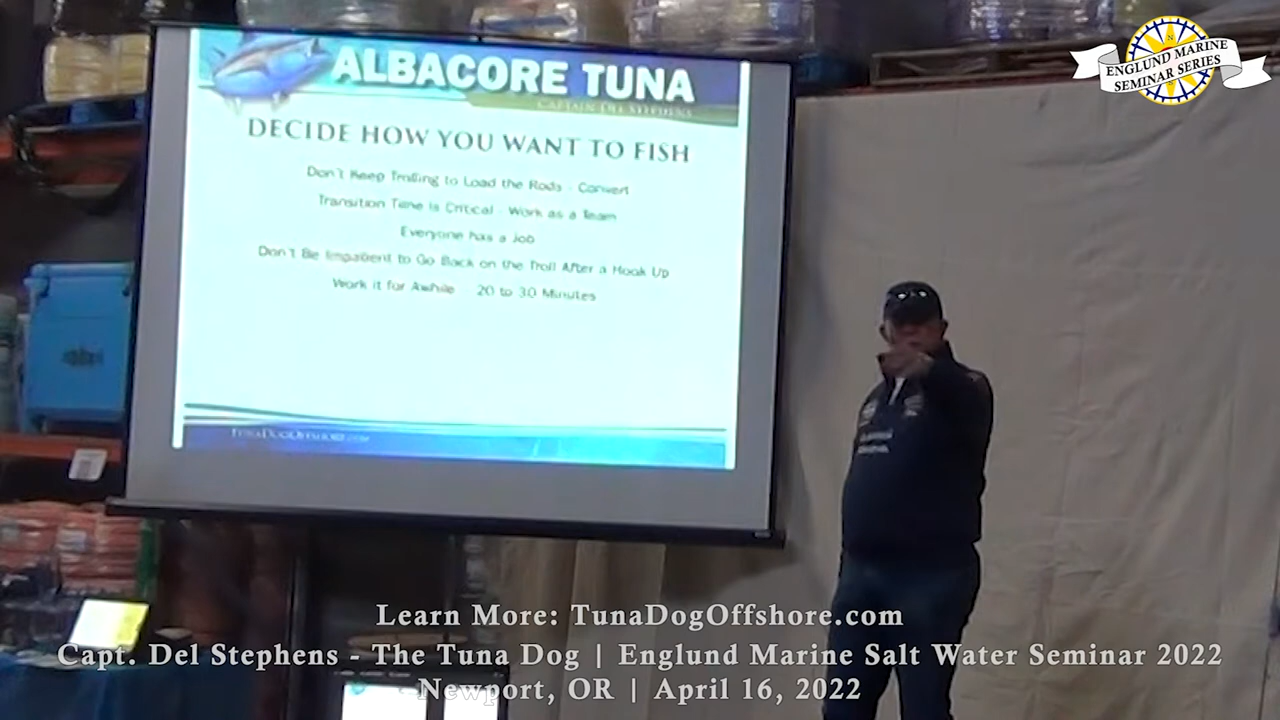 ENGLUND MARINE
SEMINAR SERIES
ALBACORE TUNA
CAPTAIN DEL STEPHENS
DECIDE HOW YOU WANT TO FISH
Don't Keep Trolling to Load the Rods - Convert
Transition Time is Critical - Work as a Team
Everyone has a Job
Don't Be Impatient to Go Back on the Troll After a Hook Up
Work it for Awhile - 20 to 30 Minutes
TUNADOGOFFSHORE.com
Learn More: TunaDogOffshore.com
Capt. Del Stephens - The Tuna Dog | Englund Marine Salt Water Seminar 2022
Newport, OR | April 16, 2022